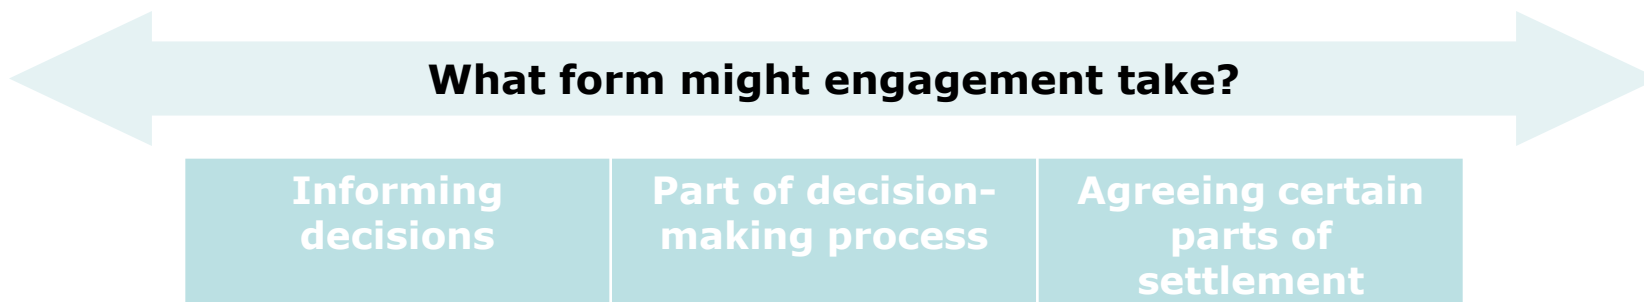 What form might engagement take?
Informing
decisions
Part of decision-
making process
Agreeing certain
parts of
settlement